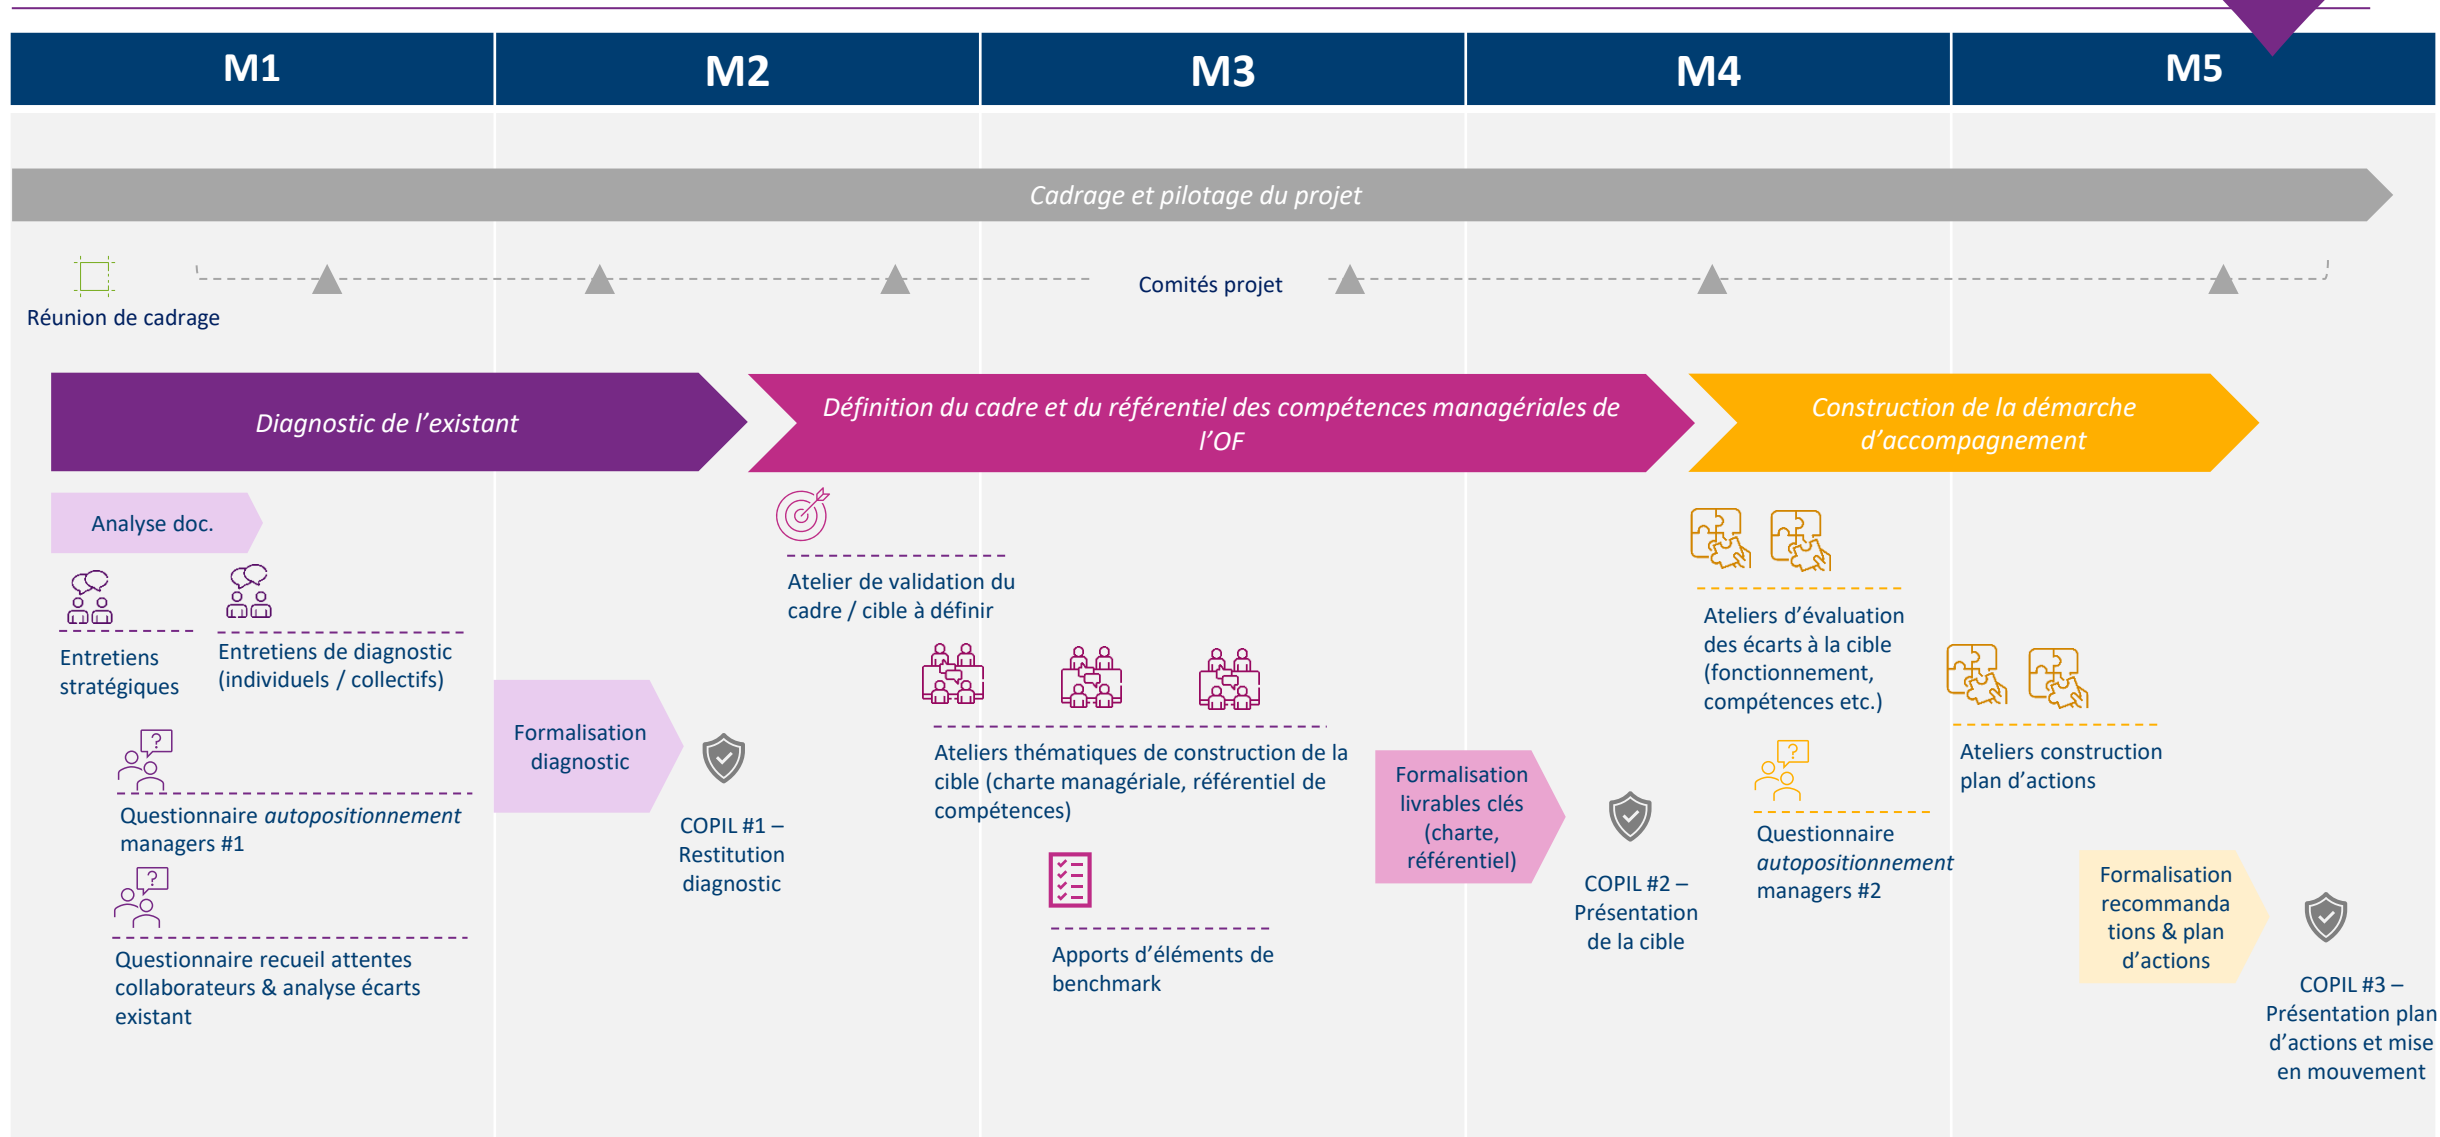 M1
M2
M3
M4
M5
Cadrage et pilotage du projet
Réunion de cadrage
Comités projet
Diagnostic de l’existant
Définition du cadre et du référentiel des compétences managériales de
l’OF
Construction de la démarche
d’accompagnement
Analyse doc.
Entretiens
stratégiques
Entretiens de diagnostic
(individuels / collectifs)
?
Questionnaire autopositionnement
managers #1
?
Questionnaire recueil attentes
collaborateurs & analyse écarts
existant
Formalisation
diagnostic
COPIL #1 –
Restitution
diagnostic
Atelier de validation du
cadre / cible à définir
Ateliers thématiques de construction de la
cible (charte managériale, référentiel de
compétences)
Apports d’éléments de
benchmark
Formalisation
livrables clés
(charte,
référentiel)
COPIL #2 –
Présentation
de la cible
Ateliers d’évaluation
des écarts à la cible
(fonctionnement,
compétences etc.)
?
Questionnaire
autopositionnement
managers #2
Ateliers construction
plan d’actions
Formalisation
recommanda
tions & plan
d’actions
COPIL #3 –
Présentation plan
d’actions et mise
en mouvement